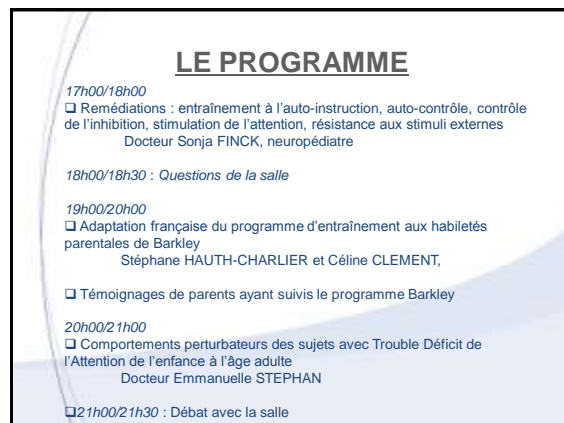 LE PROGRAMME
17h00/18h00
❑ Remédiations : entraînement à l'auto-instruction, auto-contrôle, contrôle
de l'inhibition, stimulation de l'attention, résistance aux stimuli externes
Docteur Sonja FINCK, neuropédiatre
18h00/18h30 : Questions de la salle
19h00/20h00
❑ Adaptation française du programme d'entraînement aux habiletés
parentales de Barkley
Stéphane HAUTH-CHARLIER et Céline CLEMENT,
❑ Témoignages de parents ayant suivis le programme Barkley
20h00/21h00
❑ Comportements perturbateurs des sujets avec Trouble Déficit de
l'Attention de l'enfance à l'âge adulte
Docteur Emmanuelle STEPHAN
❑21h00/21h30 : Débat avec la salle